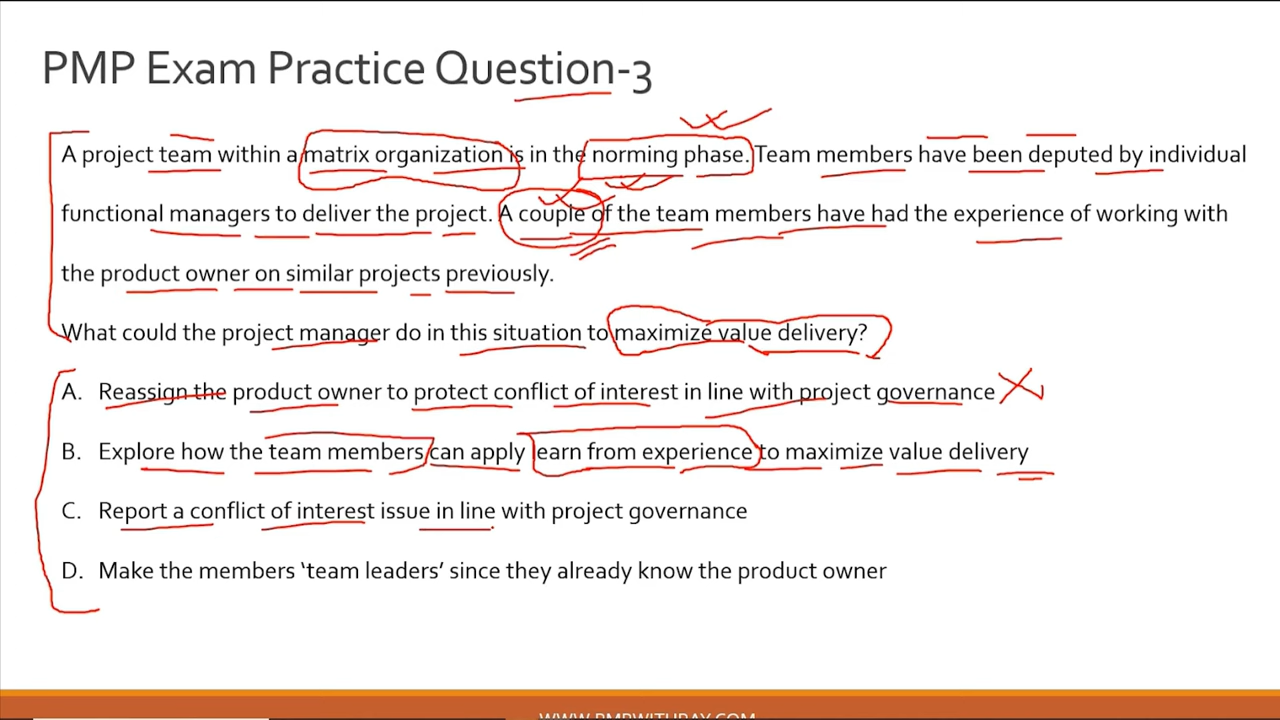 PMP Exam Practice Question-3
A project team within a matrix organization is in the norming phase. Team members have been deputed by individual
functional managers to deliver the project. A couple of the team members have had the experience of working with
the product owner on similar projects previously.
What could the project manager do in this situation to maximize value delivery?
A. Reassign the product owner to protect conflict of interest in line with project governance
B. Explore how the team members can apply learn from experience to maximize value delivery
C. Report a conflict of interest issue in line with project governance
D. Make the members ‘team leaders’ since they already know the product owner
WWW.PMPWITHRAY.COM